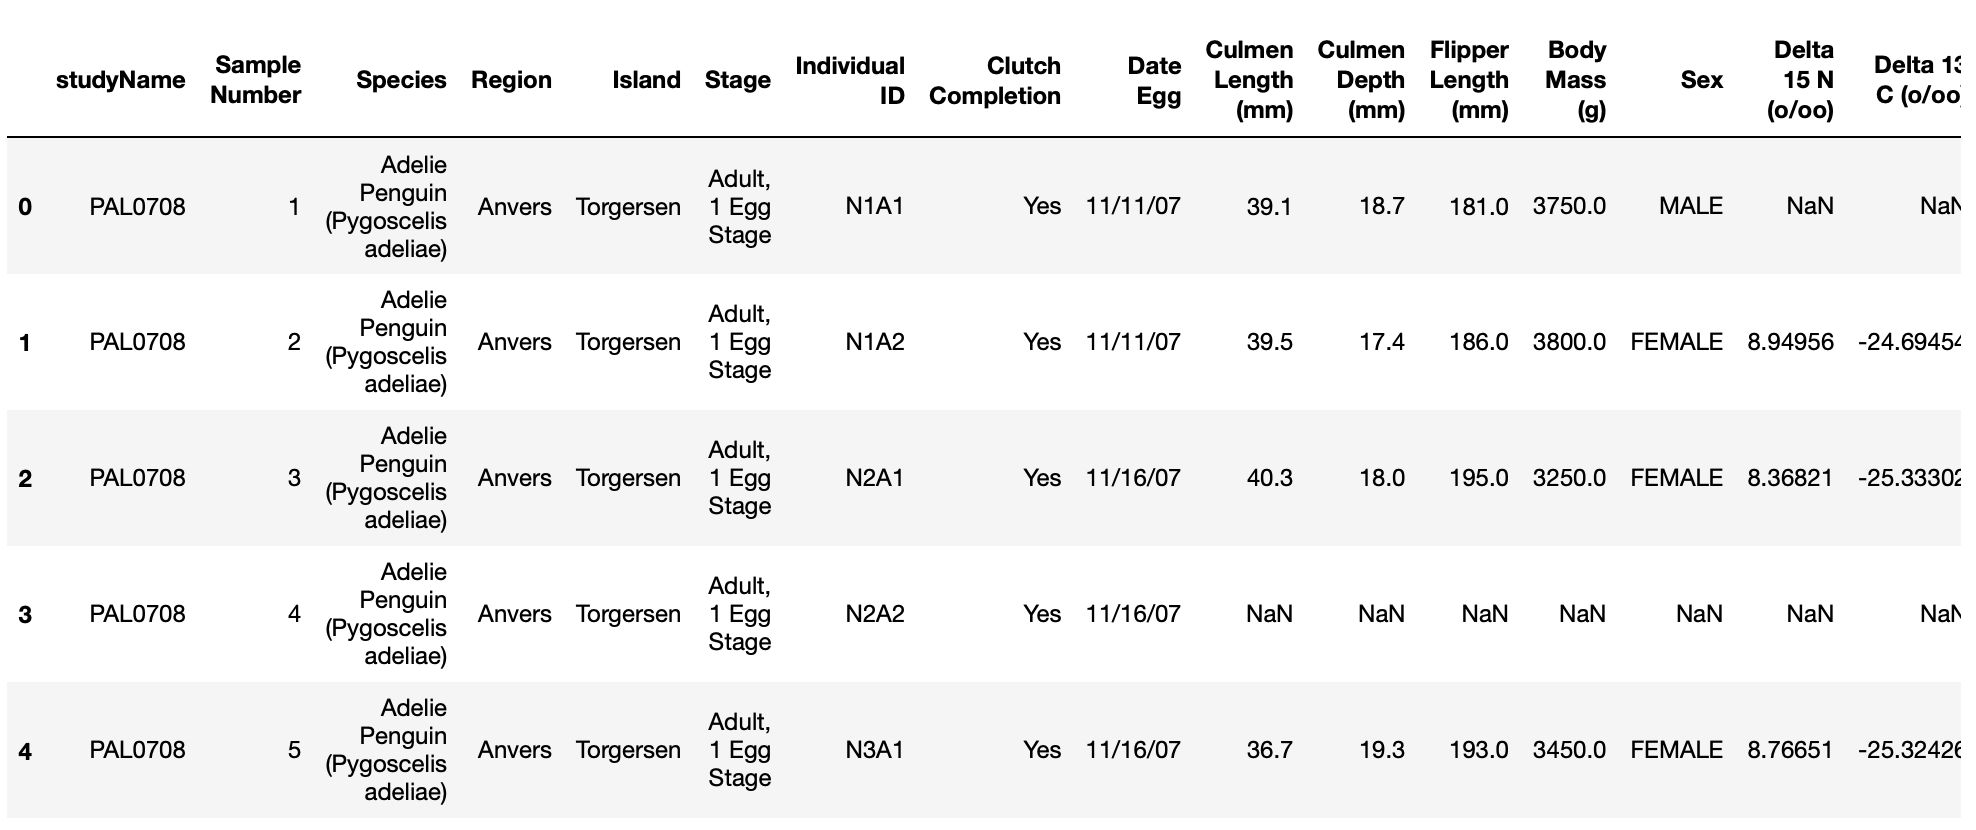 studyName Sample Number Species Region Island Stage Individual ID Clutch Completion Date Egg Culmen Length (mm) Culmen Depth (mm) Flipper Length (mm) Body Mass (g) Sex Delta 15 N (o/oo) Delta 13 C (o/oo)
0 PAL0708 1 Adelie Penguin (Pygoscelis adeliae) Anvers Torgersen Adult, 1 Egg Stage N1A1 Yes 11/11/07 39.1 18.7 181.0 3750.0 MALE NaN NaN
1 PAL0708 2 Adelie Penguin (Pygoscelis adeliae) Anvers Torgersen Adult, 1 Egg Stage N1A2 Yes 11/11/07 39.5 17.4 186.0 3800.0 FEMALE 8.94956 -24.69454
2 PAL0708 3 Adelie Penguin (Pygoscelis adeliae) Anvers Torgersen Adult, 1 Egg Stage N2A1 Yes 11/16/07 40.3 18.0 195.0 3250.0 FEMALE 8.36821 -25.33302
3 PAL0708 4 Adelie Penguin (Pygoscelis adeliae) Anvers Torgersen Adult, 1 Egg Stage N2A2 Yes 11/16/07 NaN NaN NaN NaN NaN NaN NaN
4 PAL0708 5 Adelie Penguin (Pygoscelis adeliae) Anvers Torgersen Adult, 1 Egg Stage N3A1 Yes 11/16/07 36.7 19.3 193.0 3450.0 FEMALE 8.76651 -25.32426